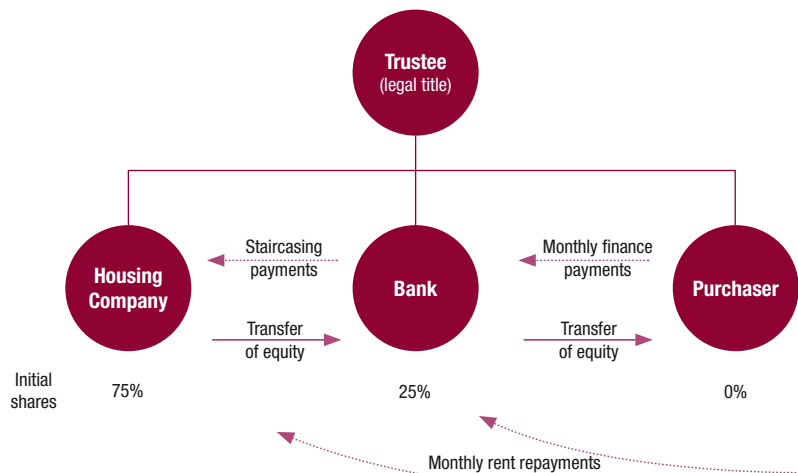 Trustee
(legal title)
Staircasing
payments
Monthly finance
payments
Housing
Company
Bank
Purchaser
Transfer
of equity
Transfer
of equity
Initial
shares
75%
25%
0%
Monthly rent repayments